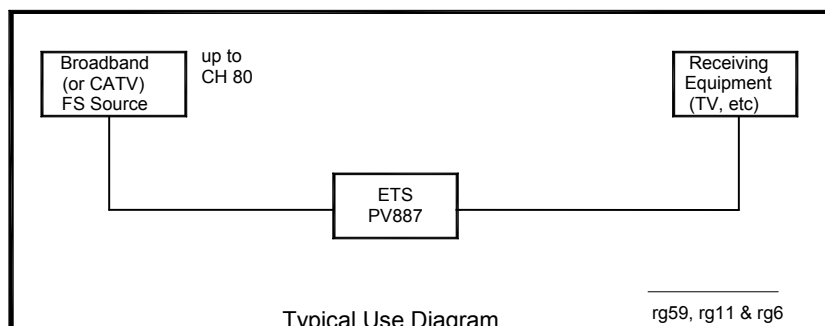 Broadband
(or CATV)
FS Source
up to
CH 80
Receiving
Equipment
(TV, etc)
ETS
PV887
Typical Use Diagram
rg59, rg11 & rg6